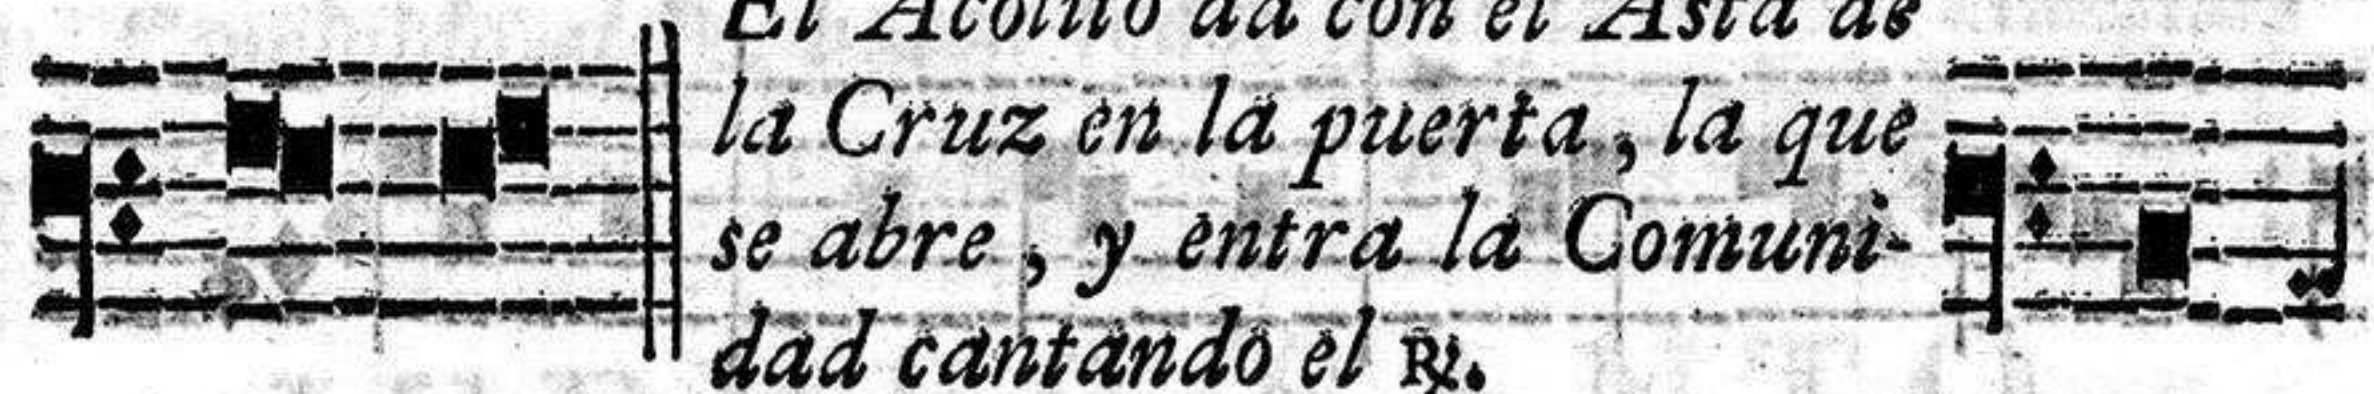 El Acolito da con el Asta de
la Cruz en la puerta, la que
se abre, y entra la Comuni-
dad cantando el ℟.